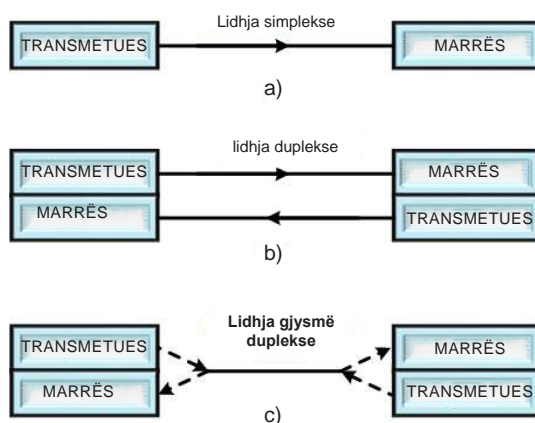 Lidhja simplekse
TRANSMETUES MARRËS
a)
lidhja duplekse
TRANSMETUES MARRËS
MARRËS TRANSMETUES
b)
Lidhja gjysmë
duplekse
TRANSMETUES MARRËS
MARRËS TRANSMETUES
c)